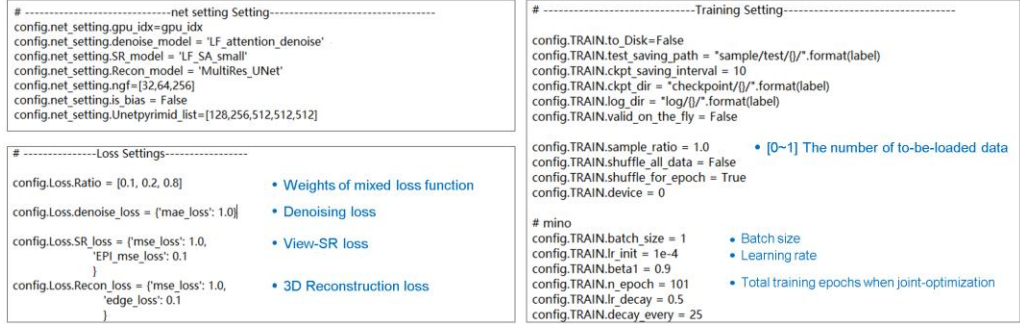 # -----------------------------net setting Setting---------------------------------
config.net_setting.gpu_idx=gpu_idx
config.net_setting.denoise_model = 'LF_attention_denoise'
config.net_setting.SR_model = 'LF_SA_small'
config.net_setting.Recon_model = 'MultiRes_UNet'
config.net_setting.ngf=[32,64,256]
config.net_setting.is_bias = False
config.net_setting.Unetpyrimid_list=[128,256,512,512,512]
# ---------------Loss Settings-----------------
config.Loss.Ratio = [0.1, 0.2, 0.8] • Weights of mixed loss function
config.Loss.denoise_loss = {'mae_loss': 1.0} • Denoising loss
config.Loss.SR_loss = {'mse_loss': 1.0, • View-SR loss
'EPI_mse_loss': 0.1
}
config.Loss.Recon_loss = {'mse_loss': 1.0, • 3D Reconstruction loss
'edge_loss': 0.1
}
# -------------------------------Training Setting-----------------------------------
config.TRAIN.to_Disk=False
config.TRAIN.test_saving_path = "sample/test/{}/".format(label)
config.TRAIN.ckpt_saving_interval = 10
config.TRAIN.ckpt_dir = "checkpoint/{}/".format(label)
config.TRAIN.log_dir = "log/{}/".format(label)
config.TRAIN.valid_on_the_fly = False
config.TRAIN.sample_ratio = 1.0 • [0~1] The number of to-be-loaded data
config.TRAIN.shuffle_all_data = False
config.TRAIN.shuffle_for_epoch = True
config.TRAIN.device = 0
# mino
config.TRAIN.batch_size = 1 • Batch size
config.TRAIN.lr_init = 1e-4 • Learning rate
config.TRAIN.beta1 = 0.9
config.TRAIN.n_epoch = 101 • Total training epochs when joint-optimization
config.TRAIN.lr_decay = 0.5
config.TRAIN.decay_every = 25